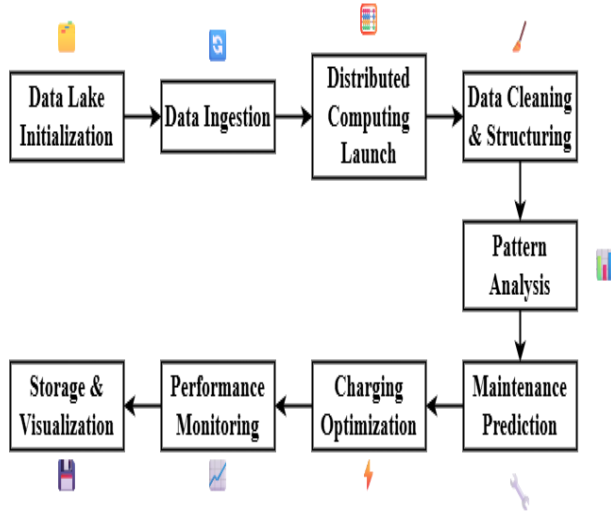 Data Lake
Initialization
Data Ingestion
Distributed
Computing
Launch
Data Cleaning
& Structuring
Pattern
Analysis
Maintenance
Prediction
Charging
Optimization
Performance
Monitoring
Storage &
Visualization